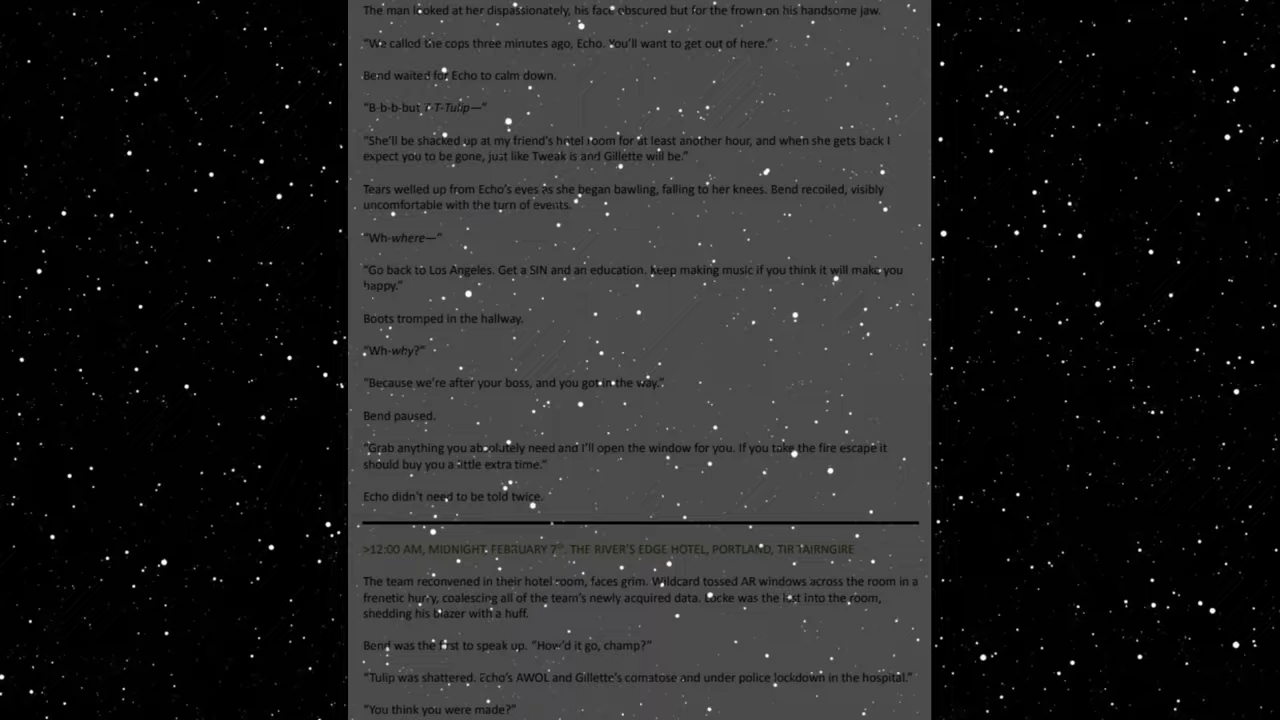 The man looked at her dispassionately, his face obscured but for the frown on his handsome jaw.
“We called the cops three minutes ago, Echo. You’ll want to get out of here.”
Bend waited for Echo to calm down.
“B-b-b-but T-T-Tulip—”
“She’ll be shacked up at my friend’s hotel room for at least another hour, and when she gets back I
expect you to be gone, just like Tweak is and Gillette will be.”
Tears welled up from Echo’s eyes as she began bawling, falling to her knees. Bend recoiled, visibly
uncomfortable with the turn of events.
“Wh-where—”
“Go back to Los Angeles. Get a SIN and an education. Keep making music if you think it will make you
happy.”
Boots tromped in the hallway.
“Wh-why?”
“Because we’re after your boss, and you got in the way.”
Bend paused.
“Grab anything you absolutely need and I’ll open the window for you. If you take the fire escape it
should buy you a little extra time.”
Echo didn’t need to be told twice.
>12:00 AM, MIDNIGHT, FEBRUARY 7th. THE RIVER’S EDGE HOTEL, PORTLAND, TIR TAIRNGIRE
The team reconvened in their hotel room, faces grim. Wildcard tossed AR windows across the room in a
frenetic hurry, coalescing all of the team’s newly acquired data. Locke was the last into the room,
shedding his blazer with a huff.
Bend was the first to speak up. “How’d it go, champ?”
“Tulip was shattered. Echo’s AWOL and Gillette’s comatose and under police lockdown in the hospital.”
“You think you were made?”